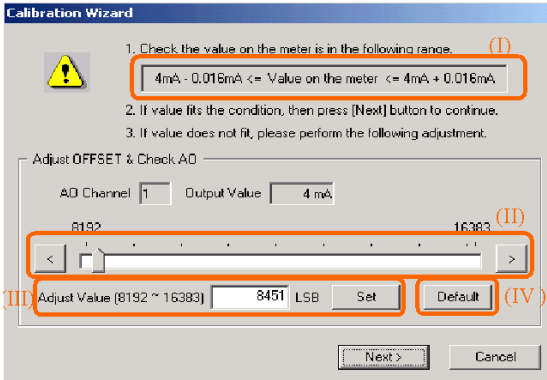 Calibration Wizard
1. Check the value on the meter is in the following range.
(I)
4mA - 0.016mA <= Value on the meter <= 4mA + 0.016mA
2. If value fits the condition, then press [Next] button to continue.
3. If value does not fit, please perform the following adjustment.
Adjust OFFSET & Check AO
AO Channel 1 Output Value 4 mA
8192 16383 (II)
< >
(III) Adjust Value (8192 ~ 16383) 8451 LSB Set Default (IV)
Next > Cancel